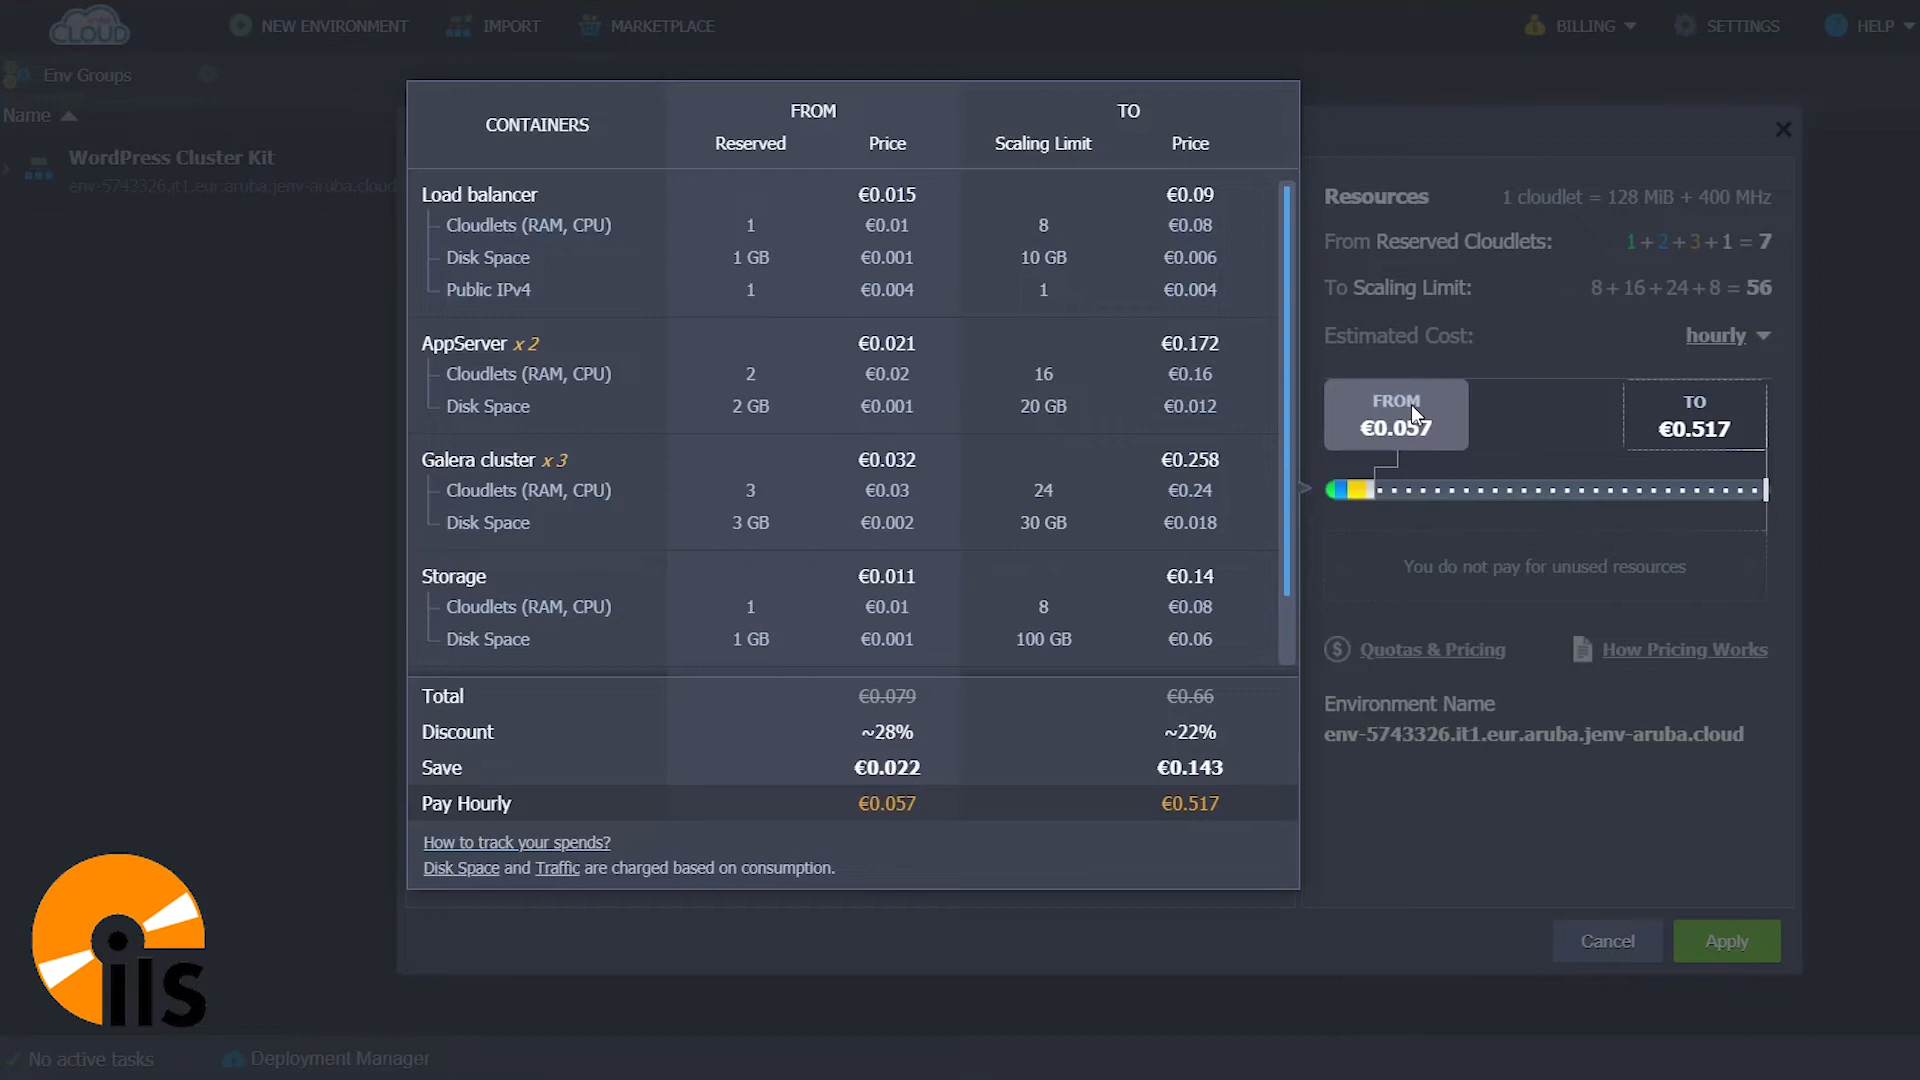 CLOUD
NEW ENVIRONMENT
IMPORT
MARKETPLACE
BILLING
SETTINGS
HELP
Env Groups
Name
WordPress Cluster Kit
env-5743326.it1.eur.aruba.jenv-aruba.cloud
CONTAINERS FROM TO
Reserved Price Scaling Limit Price
Load balancer €0.015 €0.09
Cloudlets (RAM, CPU) 1 €0.01 8 €0.08
Disk Space 1 GB €0.001 10 GB €0.006
Public IPv4 1 €0.004 1 €0.004
AppServer x 2 €0.021 €0.172
Cloudlets (RAM, CPU) 2 €0.02 16 €0.16
Disk Space 2 GB €0.001 20 GB €0.012
Galera cluster x 3 €0.032 €0.258
Cloudlets (RAM, CPU) 3 €0.03 24 €0.24
Disk Space 3 GB €0.002 30 GB €0.018
Storage €0.011 €0.14
Cloudlets (RAM, CPU) 1 €0.01 8 €0.08
Disk Space 1 GB €0.001 100 GB €0.06
Total €0.079 €0.66
Discount ~28% ~22%
Save €0.022 €0.143
Pay Hourly €0.057 €0.517
How to track your spends?
Disk Space and Traffic are charged based on consumption.
Resources 1 cloudlet = 128 MiB + 400 MHz
From Reserved Cloudlets: 1+2+3+1 = 7
To Scaling Limit: 8+16+24+8 = 56
Estimated Cost: hourly
FROM
€0.057
TO
€0.517
You do not pay for unused resources
Quotas & Pricing
How Pricing Works
Environment Name
env-5743326.it1.eur.aruba.jenv-aruba.cloud
Cancel
Apply
ils
No active tasks
Deployment Manager